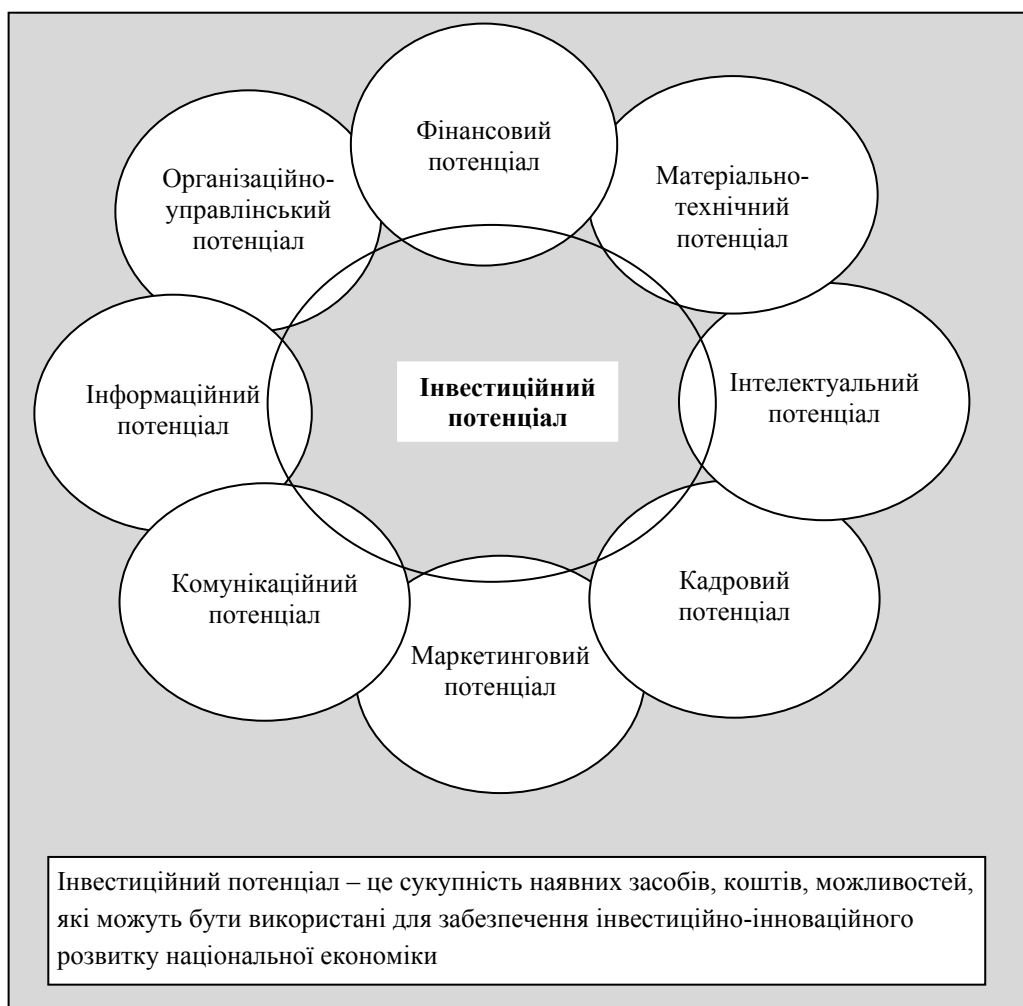 Фінансовий
потенціал
Організаційно-
управлінський
потенціал
Матеріально-
технічний
потенціал
Інформаційний
потенціал
Інвестиційний
потенціал
Інтелектуальний
потенціал
Комунікаційний
потенціал
Кадровий
потенціал
Маркетинговий
потенціал
Інвестиційний потенціал – це сукупність наявних засобів, коштів, можливостей,
які можуть бути використані для забезпечення інвестиційно-інноваційного
розвитку національної економіки